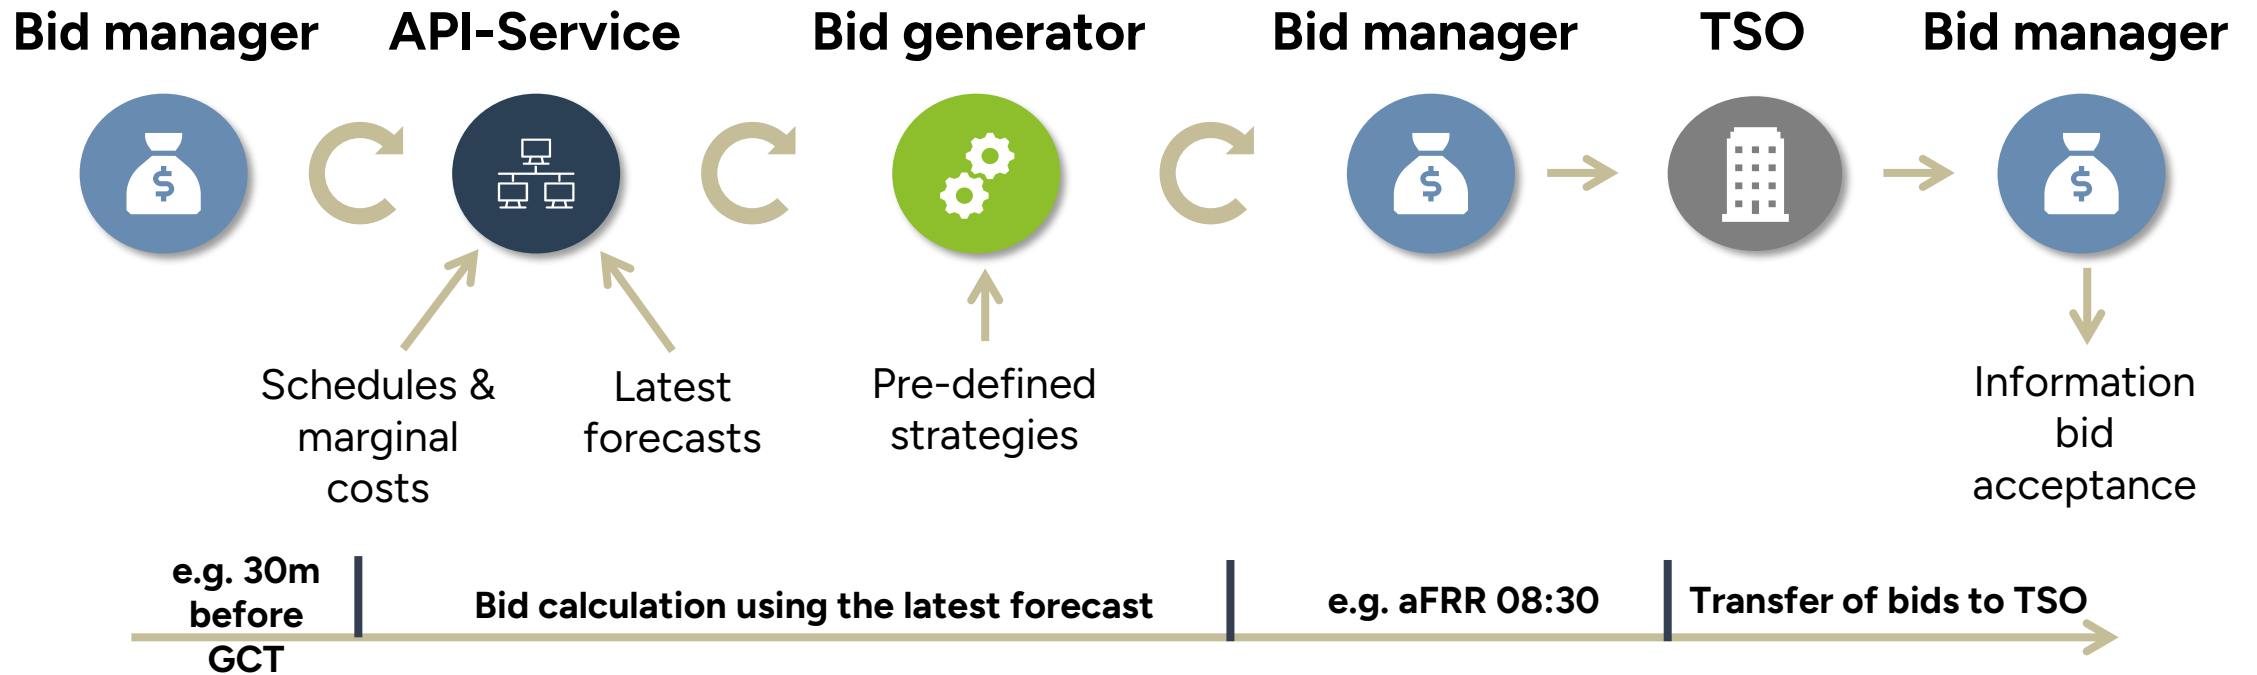 Bid manager
API-Service
Bid generator
Bid manager
TSO
Bid manager
$
$
$
Schedules &
marginal
costs
Latest
forecasts
Pre-defined
strategies
Information
bid
acceptance
e.g. 30m
before
GCT
Bid calculation using the latest forecast
e.g. aFRR 08:30
Transfer of bids to TSO